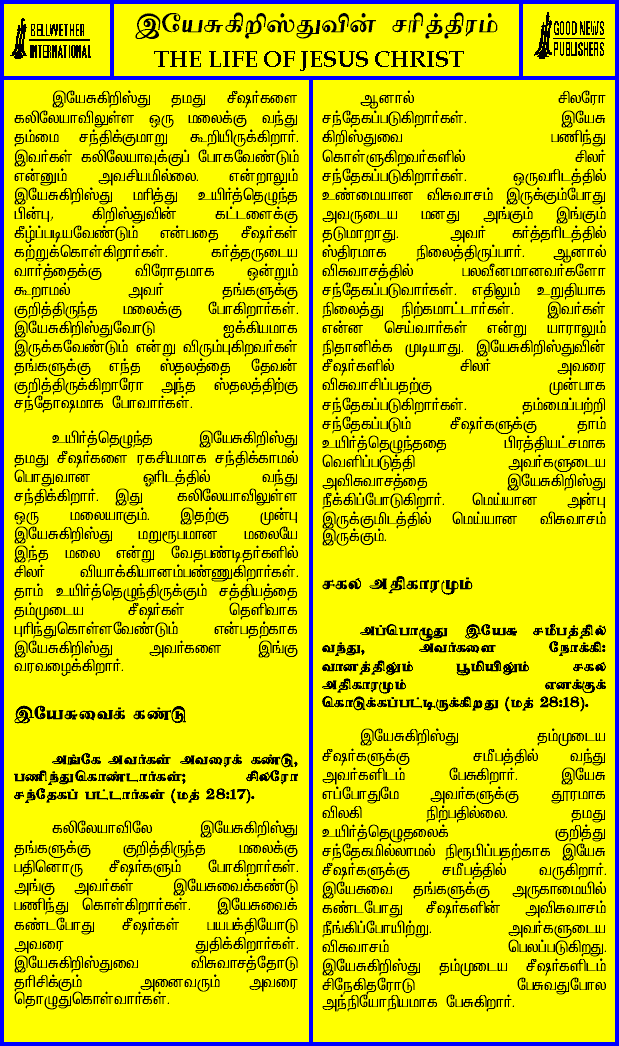 BELLWETHER
INTERNATIONAL
இயேசுகிறிஸ்துவின் சரித்திரம்
THE LIFE OF JESUS CHRIST
GOOD NEWS
PUBLISHERS
இயேசுகிறிஸ்து தமது சீஷர்களை
கலிலேயாவிலுள்ள ஒரு மலைக்கு வந்து
தம்மை சந்திக்குமாறு கூறியிருக்கிறார்.
இவர்கள் கலிலேயாவுக்குப் போகவேண்டும்
என்னும் அவசியமில்லை. என்றாலும்
இயேசுகிறிஸ்து மரித்து உயிர்த்தெழுந்த
பின்பு, கிறிஸ்துவின் கட்டளைக்கு
கீழ்ப்படியவேண்டும் என்பதை சீஷர்கள்
கற்றுக்கொள்கிறார்கள். கர்த்தருடைய
வார்த்தைக்கு விரோதமாக ஒன்றும்
கூறாமல் அவர் தங்களுக்கு
குறித்திருந்த மலைக்கு போகிறார்கள்.
இயேசுகிறிஸ்துவோடு ஐக்கியமாக
இருக்கவேண்டும் என்று விரும்புகிறவர்கள்
தங்களுக்கு எந்த ஸ்தலத்தை தேவன்
குறித்திருக்கிறாரோ அந்த ஸ்தலத்திற்கு
சந்தோஷமாக போவார்கள்.
உயிர்த்தெழுந்த இயேசுகிறிஸ்து
தமது சீஷர்களை ரகசியமாக சந்திக்காமல்
பொதுவான ஓரிடத்தில் வந்து
சந்திக்கிறார். இது கலிலேயாவிலுள்ள
ஒரு மலையாகும். இதற்கு முன்பு
இயேசுகிறிஸ்து மறுரூபமான மலையே
இந்த மலை என்று வேதபண்டிதர்களில்
சிலர் வியாக்கியானம்பண்ணுகிறார்கள்.
தாம் உயிர்த்தெழுந்திருக்கும் சத்தியத்தை
தம்முடைய சீஷர்கள் தெளிவாக
புரிந்துகொள்ளவேண்டும் என்பதற்காக
இயேசுகிறிஸ்து அவர்களை இங்கு
வரவழைக்கிறார்.
இயேசுவைக் கண்டு
அங்கே அவர்கள் அவரைக் கண்டு,
பணிந்துகொண்டார்கள்; சிலரோ
சந்தேகப் பட்டார்கள் (மத் 28:17).
கலிலேயாவிலே இயேசுகிறிஸ்து
தங்களுக்கு குறித்திருந்த மலைக்கு
பதினொரு சீஷர்களும் போகிறார்கள்.
அங்கு அவர்கள் இயேசுவைக்கண்டு
பணிந்து கொள்கிறார்கள். இயேசுவைக்
கண்டபோது சீஷர்கள் பயபக்தியோடு
அவரை துதிக்கிறார்கள்.
இயேசுகிறிஸ்துவை விசுவாசத்தோடு
தரிசிக்கும் அனைவரும் அவரை
தொழுதுகொள்வார்கள்.
ஆனால் சிலரோ
சந்தேகப்படுகிறார்கள். இயேசு
கிறிஸ்துவை பணிந்து
கொள்ளுகிறவர்களில் சிலர்
சந்தேகப்படுகிறார்கள். ஒருவரிடத்தில்
உண்மையான விசுவாசம் இருக்கும்போது
அவருடைய மனது அங்கும் இங்கும்
தடுமாறாது. அவர் கர்த்தரிடத்தில்
ஸ்திரமாக நிலைத்திருப்பார். ஆனால்
விசுவாசத்தில் பலவீனமானவர்களோ
சந்தேகப்படுவார்கள். எதிலும் உறுதியாக
நிலைத்து நிற்கமாட்டார்கள். இவர்கள்
என்ன செய்வார்கள் என்று யாராலும்
நிதானிக்க முடியாது. இயேசுகிறிஸ்துவின்
சீஷர்களில் சிலர் அவரை
விசுவாசிப்பதற்கு முன்பாக
சந்தேகப்படுகிறார்கள். தம்மைப்பற்றி
சந்தேகப்படும் சீஷர்களுக்கு தாம்
உயிர்த்தெழுந்ததை பிரத்தியட்சமாக
வெளிப்படுத்தி அவர்களுடைய
அவிசுவாசத்தை இயேசுகிறிஸ்து
நீக்கிப்போடுகிறார். மெய்யான அன்பு
இருக்குமிடத்தில் மெய்யான விசுவாசம்
இருக்கும்.
சகல அதிகாரமும்
அப்பொழுது இயேசு சமீபத்தில்
வந்து, அவர்களை நோக்கி:
வானத்திலும் பூமியிலும் சகல
அதிகாரமும் எனக்குக்
கொடுக்கப்பட்டிருக்கிறது (மத் 28:18).
இயேசுகிறிஸ்து தம்முடைய
சீஷர்களுக்கு சமீபத்தில் வந்து
அவர்களிடம் பேசுகிறார். இயேசு
எப்போதுமே அவர்களுக்கு தூரமாக
விலகி நிற்பதில்லை. தமது
உயிர்த்தெழுதலைக் குறித்து
சந்தேகமில்லாமல் நிரூபிப்பதற்காக இயேசு
சீஷர்களுக்கு சமீபத்தில் வருகிறார்.
இயேசுவை தங்களுக்கு அருகாமையில்
கண்டபோது சீஷர்களின் அவிசுவாசம்
நீங்கிப்போயிற்று. அவர்களுடைய
விசுவாசம் பெலப்படுகிறது.
இயேசுகிறிஸ்து தம்முடைய சீஷர்களிடம்
சிநேகிதரோடு பேசுவதுபோல
அந்நியோநியமாக பேசுகிறார்.